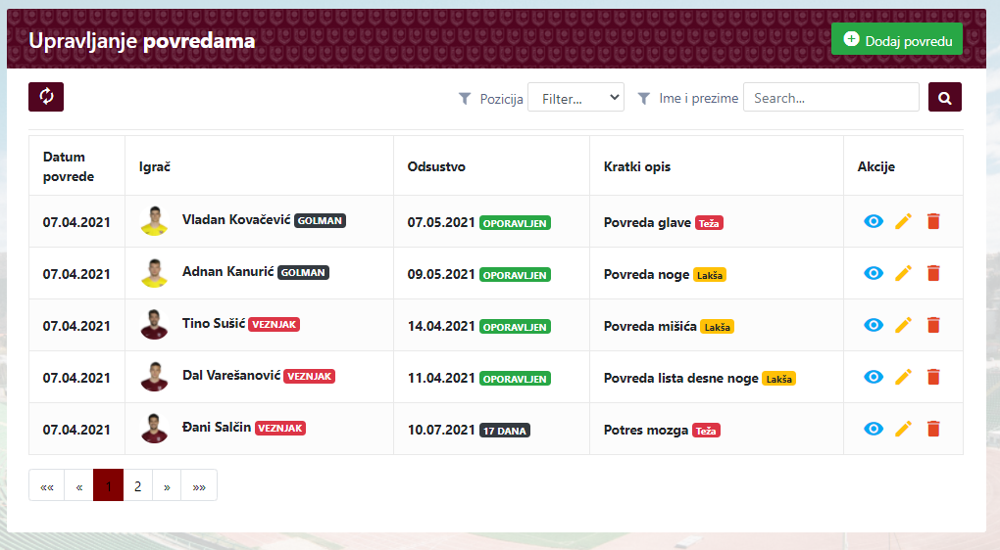 Upravljanje povredama
Dodaj povredu
Pozicija Filter... Ime i prezime Search...
Datum povrede Igrač Odsustvo Kratki opis Akcije
07.04.2021 Vladan Kovačević GOLMAN 07.05.2021 OPORAVLJEN Povreda glave Teža
07.04.2021 Adnan Kanurić GOLMAN 09.05.2021 OPORAVLJEN Povreda noge Lakša
07.04.2021 Tino Sušić VEZNJAK 14.04.2021 OPORAVLJEN Povreda mišića Lakša
07.04.2021 Dal Varešanović VEZNJAK 11.04.2021 OPORAVLJEN Povreda lista desne noge Lakša
07.04.2021 Đani Salčin VEZNJAK 10.07.2021 17 DANA Potres mozga Teža
«« « 1 2 » »»